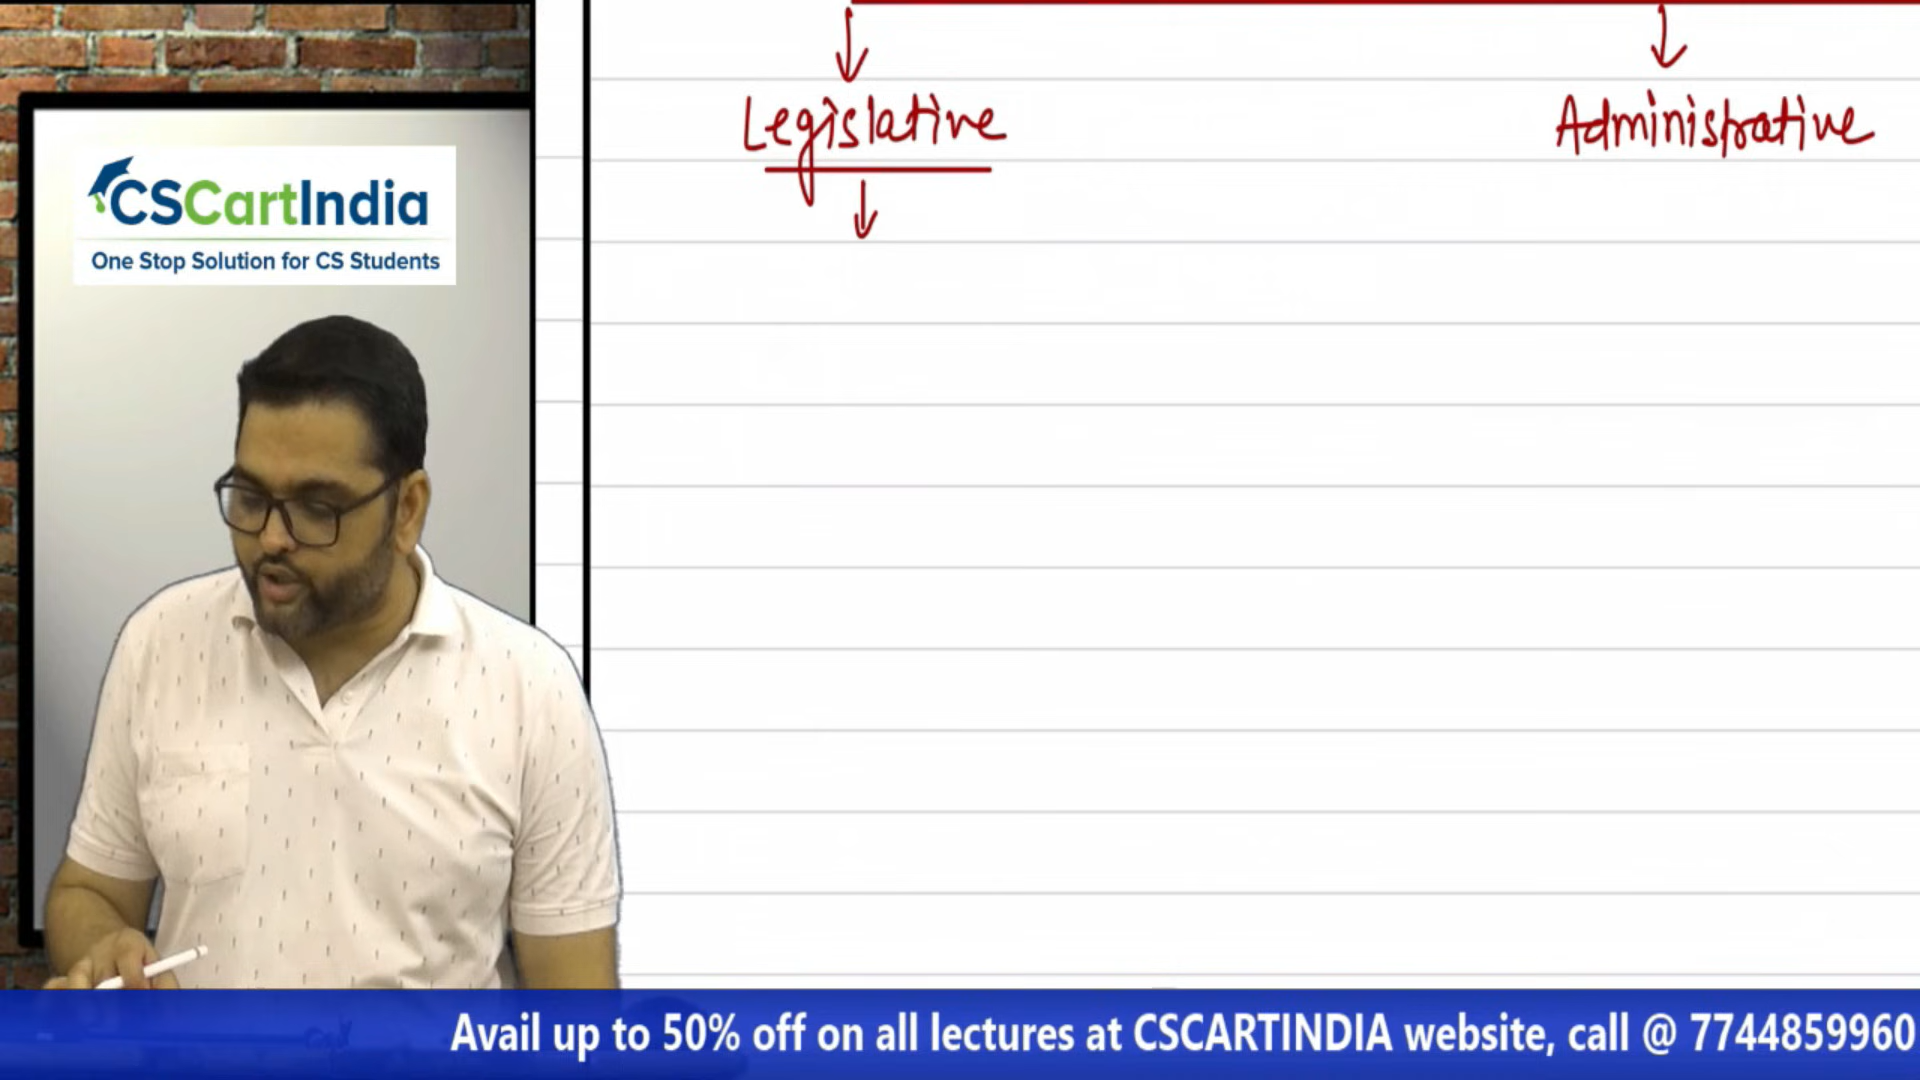 Legislative
Administrative
CSCartIndia
One Stop Solution for CS Students
Avail up to 50% off on all lectures at CSCARTINDIA website, call @ 7744859960